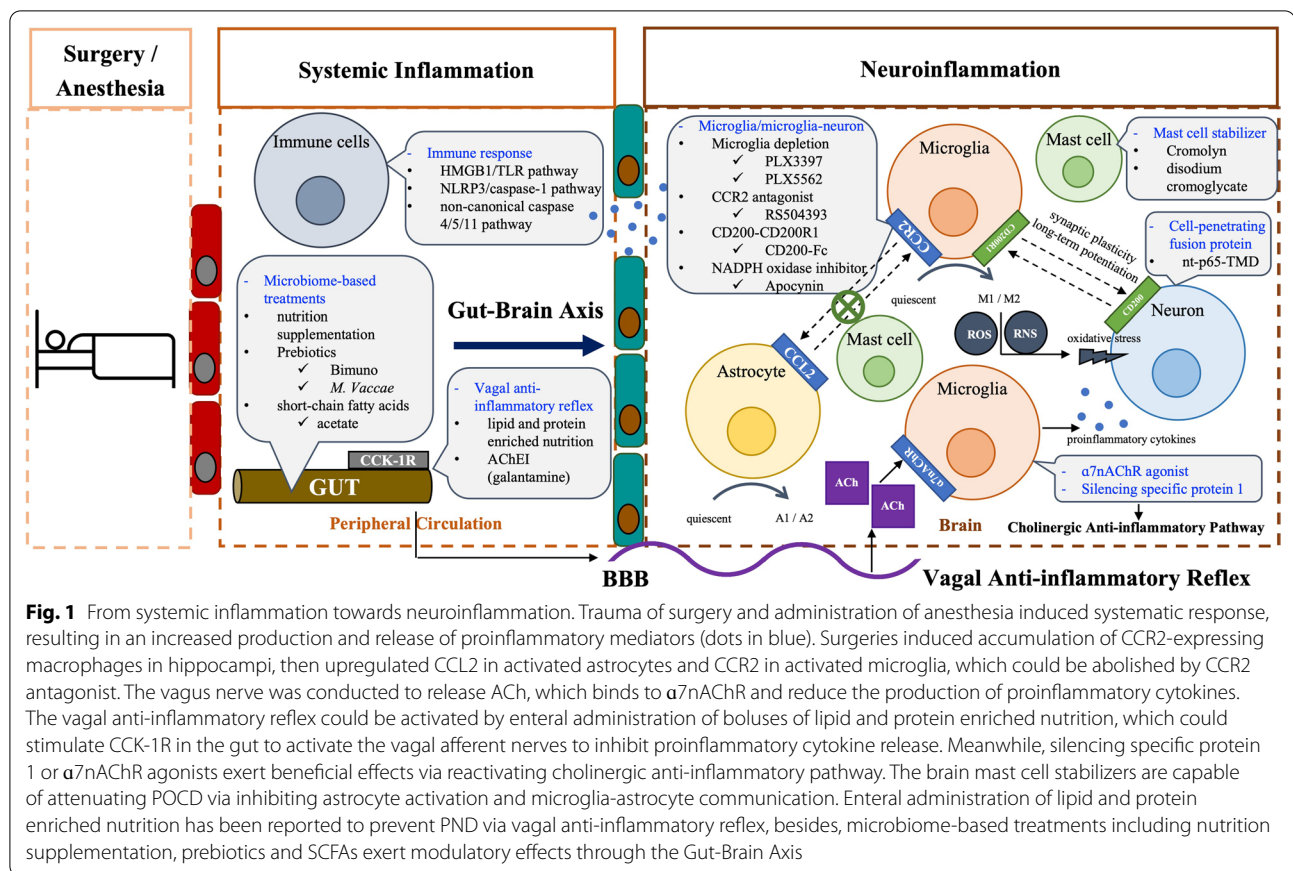 Surgery /
Anesthesia
Systemic Inflammation
Neuroinflammation
Immune cells
- Immune response
• HMGB1/TLR pathway
• NLRP3/caspase-1 pathway
• non-canonical caspase
4/5/11 pathway
- Microbiome-based
treatments
• nutrition
supplementation
• Prebiotics
✓ Bimuno
✓ M. Vaccae
• short-chain fatty acids
✓ acetate
Gut-Brain Axis
- Vagal anti-
inflammatory reflex
• lipid and protein
enriched nutrition
• AChEI
(galantamine)
CCK-1R
GUT
Peripheral Circulation
BBB
- Microglia/microglia-neuron
• Microglia depletion
✓ PLX3397
✓ PLX5562
• CCR2 antagonist
✓ RS504393
• CD200-CD200R1
✓ CD200-Fc
• NADPH oxidase inhibitor
✓ Apocynin
Microglia
CCR2
CD200R1
Mast cell
- Mast cell stabilizer
• Cromolyn
• disodium
cromoglycate
synaptic plasticity
long-term potentiation
- Cell-penetrating
fusion protein
• nt-p65-TMD
CD200
Neuron
quiescent
M1 / M2
ROS
RNS
oxidative stress
Mast cell
CCL2
Astrocyte
quiescent
A1 / A2
Microglia
α7nAChR
ACh
ACh
proinflammatory cytokines
- α7nAChR agonist
- Silencing specific protein 1
Brain
Cholinergic Anti-inflammatory Pathway
Vagal Anti-inflammatory Reflex
Fig. 1 From systemic inflammation towards neuroinflammation. Trauma of surgery and administration of anesthesia induced systematic response,
resulting in an increased production and release of proinflammatory mediators (dots in blue). Surgeries induced accumulation of CCR2-expressing
macrophages in hippocampi, then upregulated CCL2 in activated astrocytes and CCR2 in activated microglia, which could be abolished by CCR2
antagonist. The vagus nerve was conducted to release ACh, which binds to α7nAChR and reduce the production of proinflammatory cytokines.
The vagal anti-inflammatory reflex could be activated by enteral administration of boluses of lipid and protein enriched nutrition, which could
stimulate CCK-1R in the gut to activate the vagal afferent nerves to inhibit proinflammatory cytokine release. Meanwhile, silencing specific protein
1 or α7nAChR agonists exert beneficial effects via reactivating cholinergic anti-inflammatory pathway. The brain mast cell stabilizers are capable
of attenuating POCD via inhibiting astrocyte activation and microglia-astrocyte communication. Enteral administration of lipid and protein
enriched nutrition has been reported to prevent PND via vagal anti-inflammatory reflex, besides, microbiome-based treatments including nutrition
supplementation, prebiotics and SCFAs exert modulatory effects through the Gut-Brain Axis